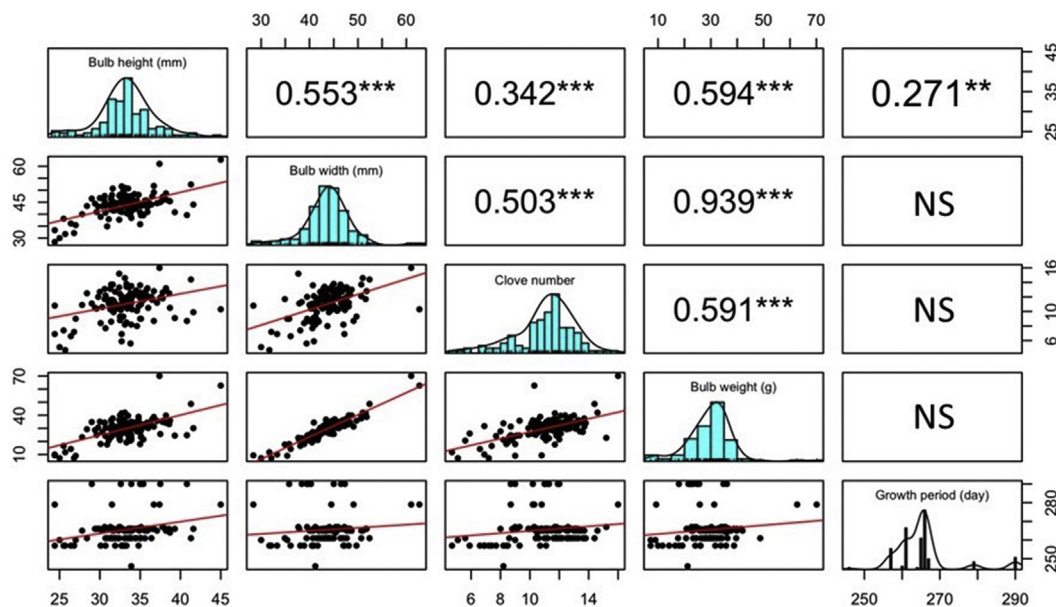 30 40 50 60
10 30 50 70
Bulb height (mm)
0.553***
0.342***
0.594***
0.271**
25 35 45
30 45 60
Bulb width (mm)
0.503***
0.939***
NS
Clove number
0.591***
NS
6 10 16
10 40 70
Bulb weight (g)
NS
Growth period (day)
250 280
25 30 35 40 45
6 8 10 14
250 270 290